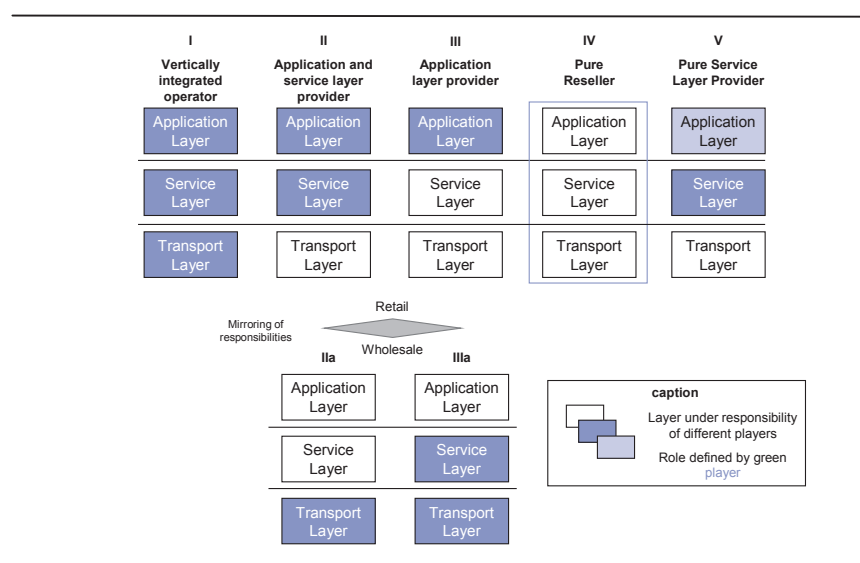 I II III IV V
Vertically Application and Application Pure Pure Service
integrated service layer layer provider Reseller Layer Provider
operator provider
Application Application Application Application Application
Layer Layer Layer Layer Layer
Service Service Service Service Service
Layer Layer Layer Layer Layer
Transport Transport Transport Transport Transport
Layer Layer Layer Layer Layer
Retail
Mirroring of
responsibilities
Wholesale
IIa IIIa
Application Application
Layer Layer
Service Service
Layer Layer
Transport Transport
Layer Layer
caption
Layer under responsibility
of different players
Role defined by green
player